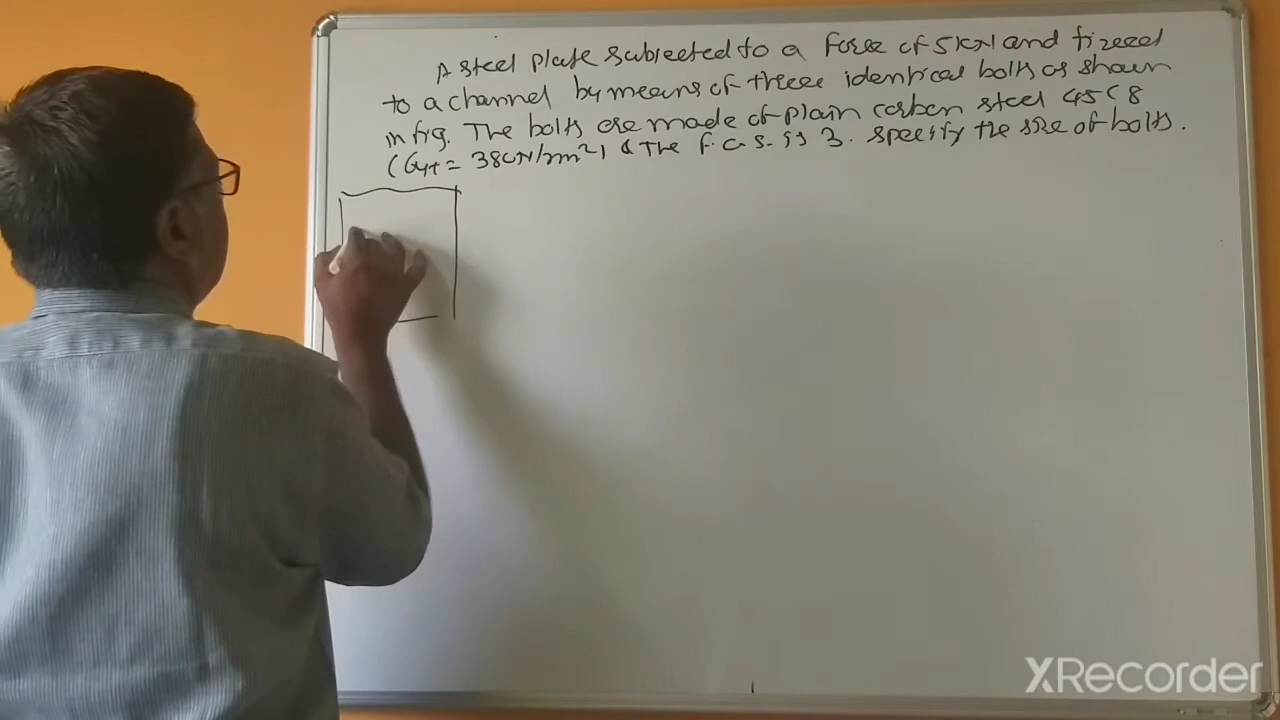 A steel plate subjected to a force of 5KN and fixed
to a channel by means of three identical bolts as shown
in fig. The bolts are made of plain carbon steel 45C8
(σyt = 380N/mm²) & The f.o.s. is 3. specify the size of bolts.
XRecorder